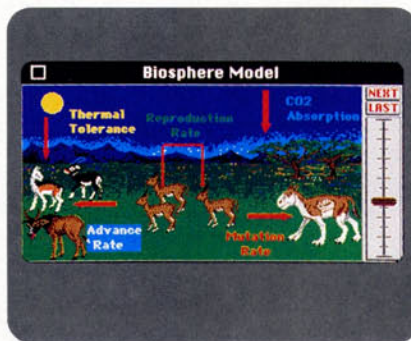 Biosphere Model
NEXT
LAST
Thermal
Tolerance
Reproduction
Rate
CO2
Absorption
Advance
Rate
Mutation
Rate